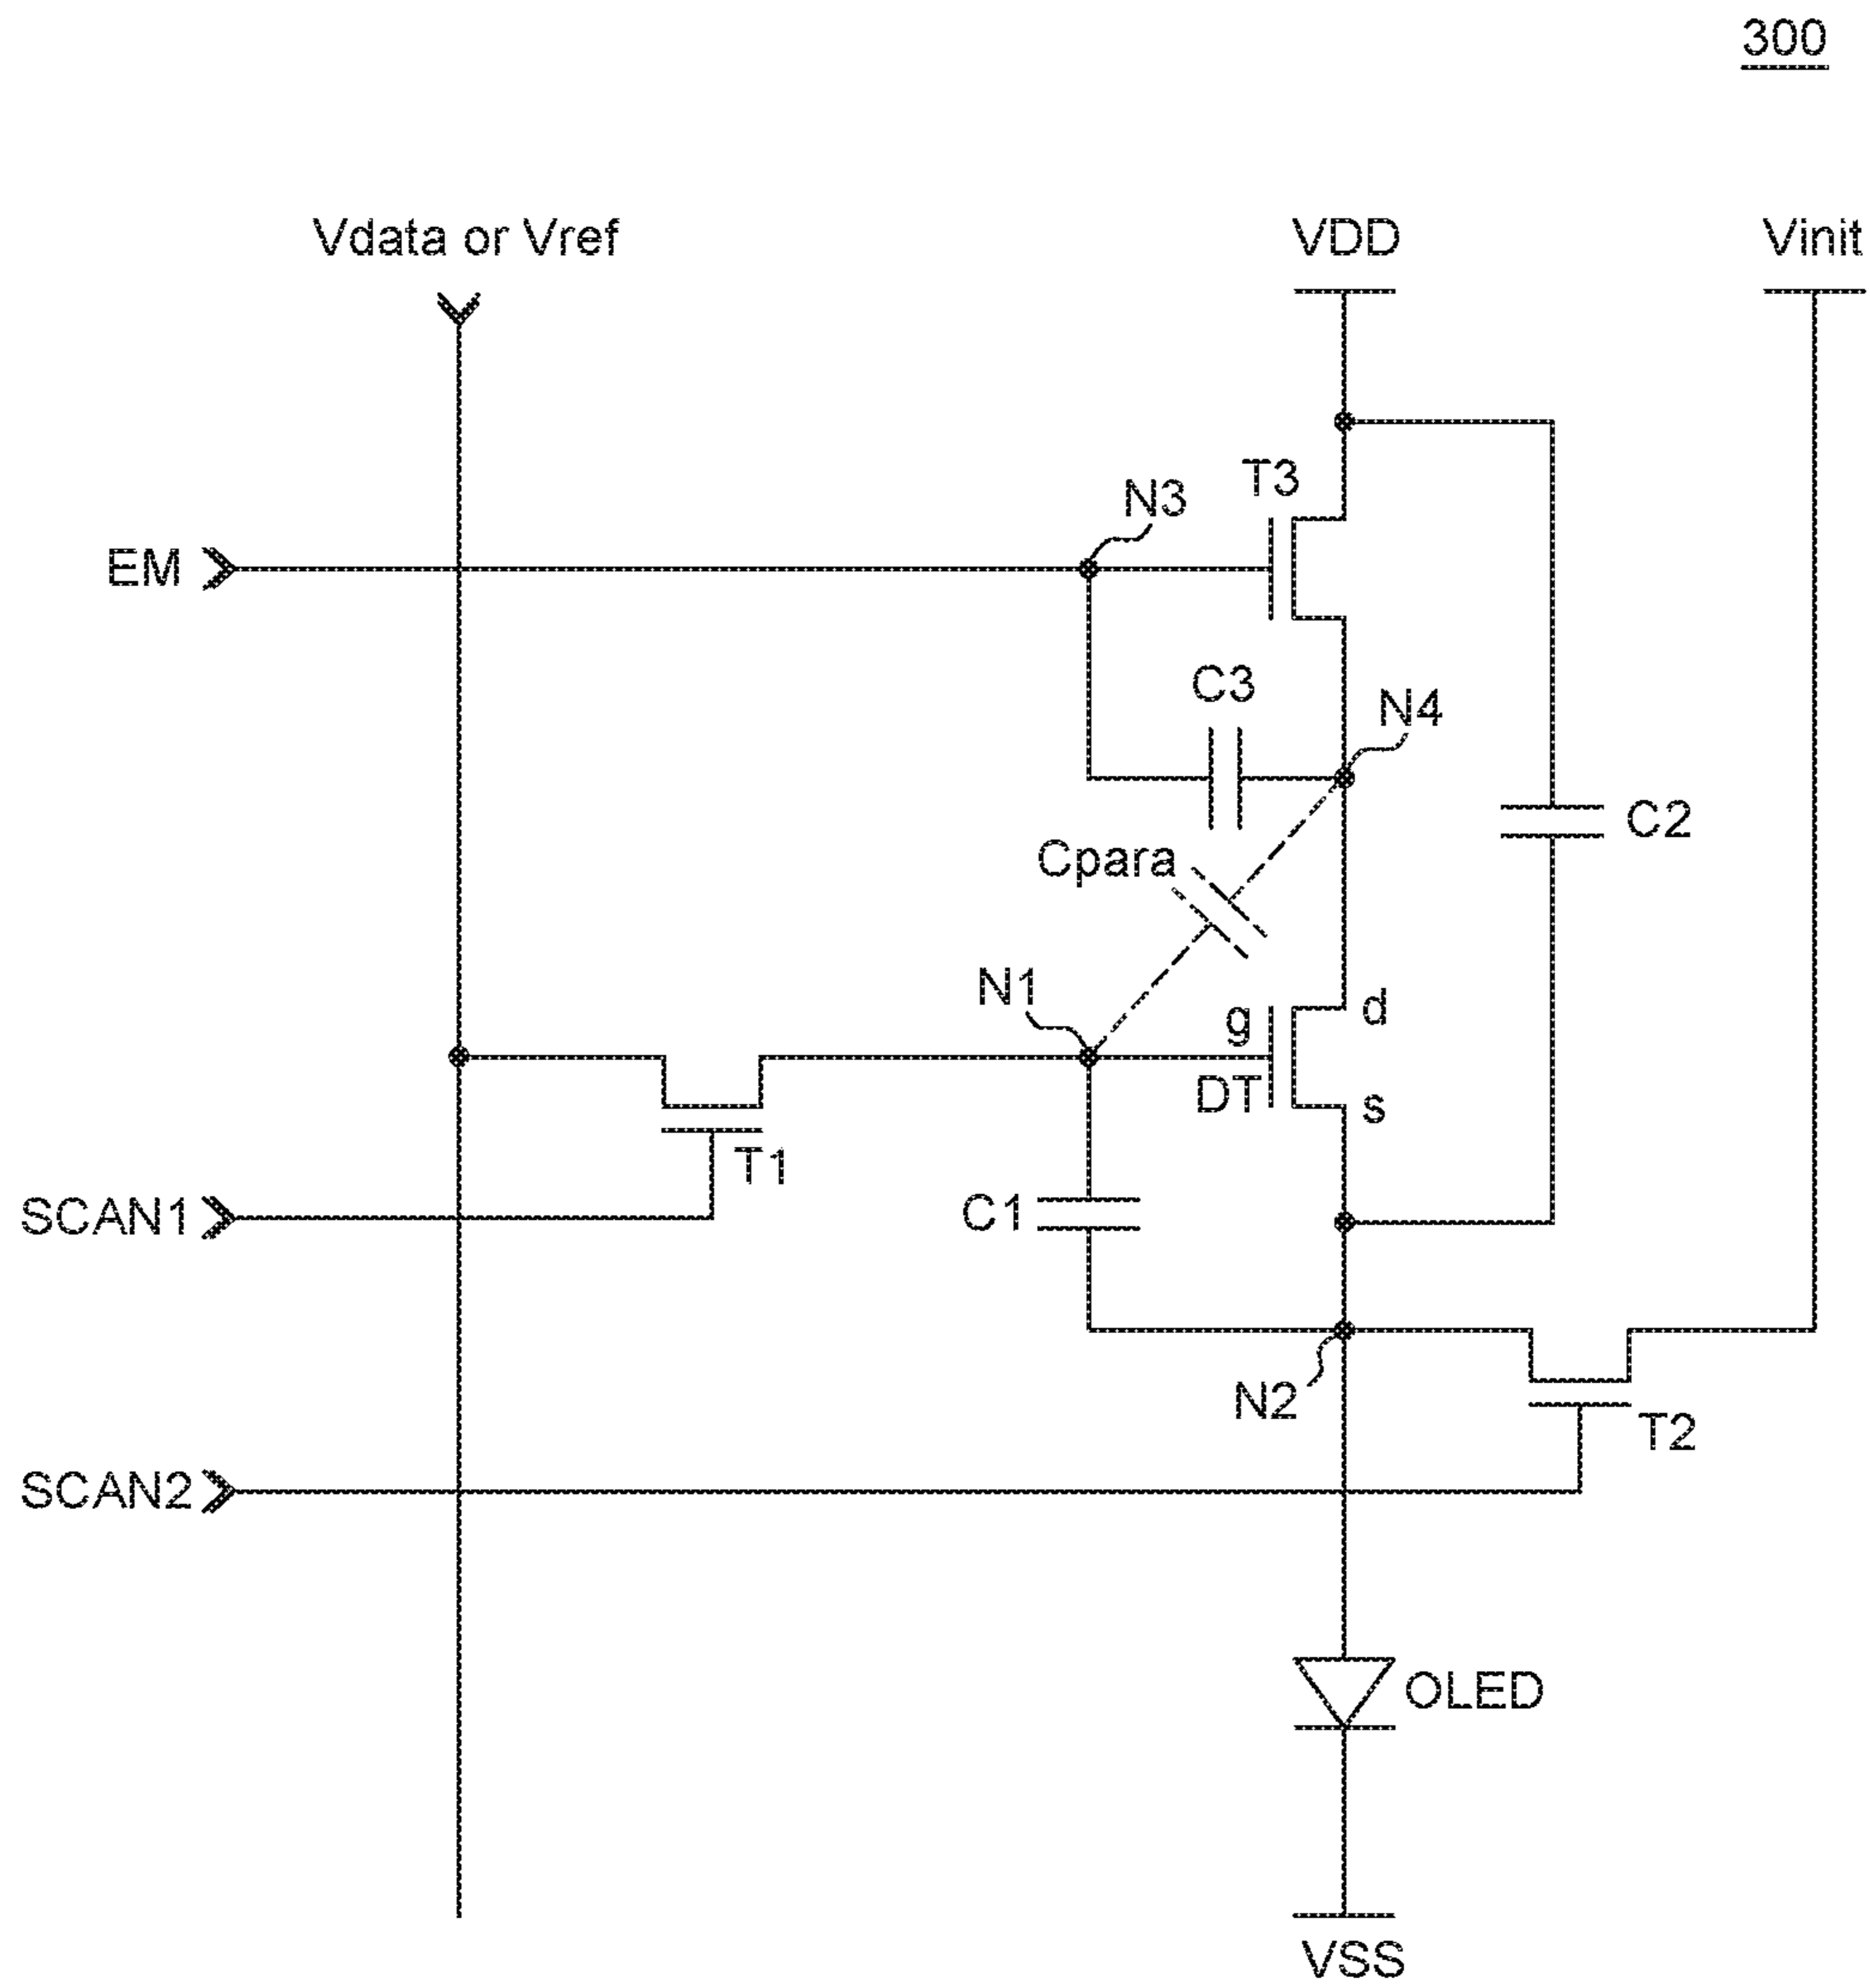 300
Vdata or Vref
VDD
Vinit
T3
N3
EM
C3
N4
C2
Cpara
N1
g
d
DT
s
T1
C1
SCAN1
N2
T2
SCAN2
OLED
VSS